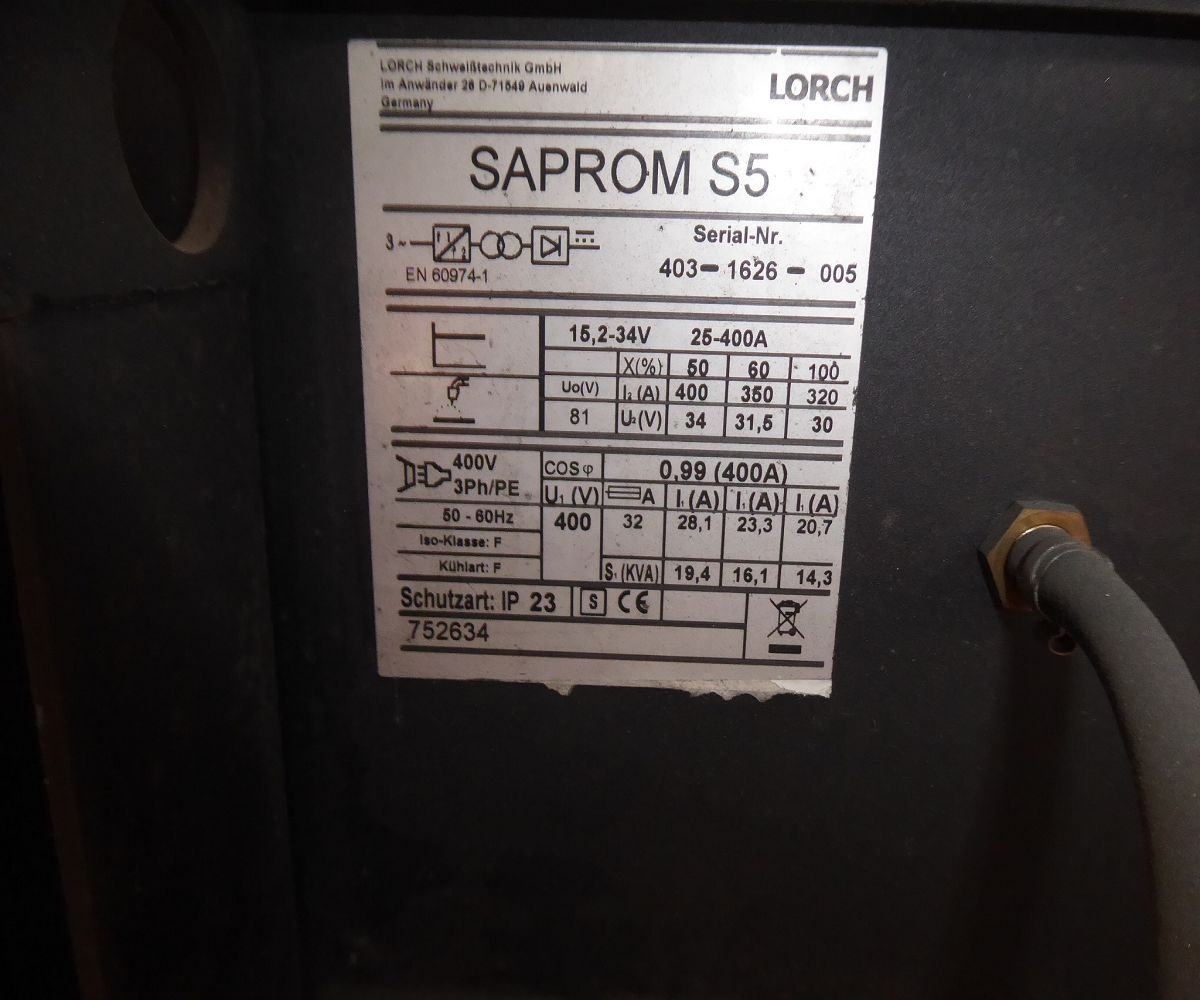 LORCH Schweißtechnik GmbH
Im Anwänder 26 D-71549 Auenwald
Germany
LORCH
SAPROM S5
3~
EN 60974-1
Serial-Nr.
403-1626-005
15,2-34V 25-400A
X(%) 50 60 100
Uo(V) I₂(A) 400 350 320
81 U₂(V) 34 31,5 30
400V
3Ph/PE
COS φ 0,99 (400A)
U₁(V) A I₁(A) I₁(A) I₁(A)
50 - 60Hz 400 32 28,1 23,3 20,7
Iso-Klasse: F
Kühlart: F S₁(KVA) 19,4 16,1 14,3
Schutzart: IP 23 S CE
752634